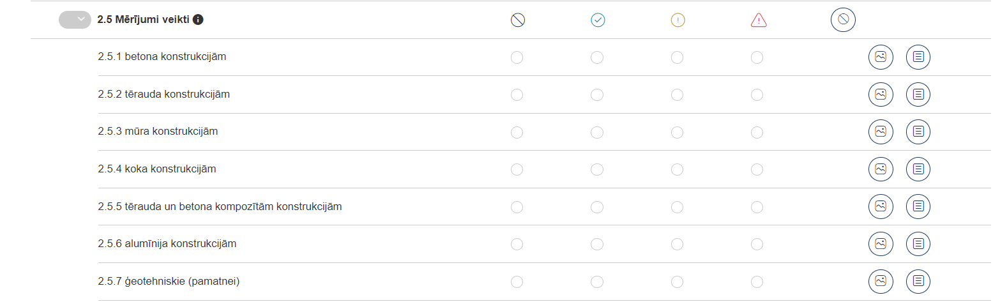 2.5 Mērījumi veikti
2.5.1 betona konstrukcijām
2.5.2 tērauda konstrukcijām
2.5.3 mūra konstrukcijām
2.5.4 koka konstrukcijām
2.5.5 tērauda un betona kompozītām konstrukcijām
2.5.6 alumīnija konstrukcijām
2.5.7 ģeotehniskie (pamatnei)